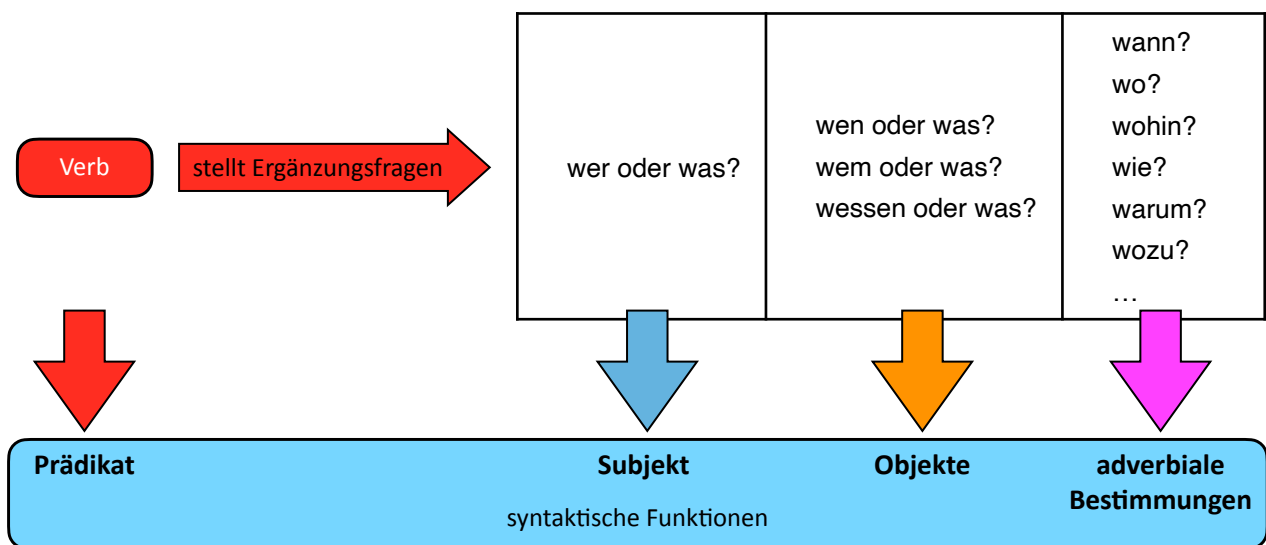 Verb
stellt Ergänzungsfragen
wer oder was?
wen oder was?
wem oder was?
wessen oder was?
wann?
wo?
wohin?
wie?
warum?
wozu?
…
Prädikat
Subjekt
Objekte
adverbiale
Bestimmungen
syntaktische Funktionen